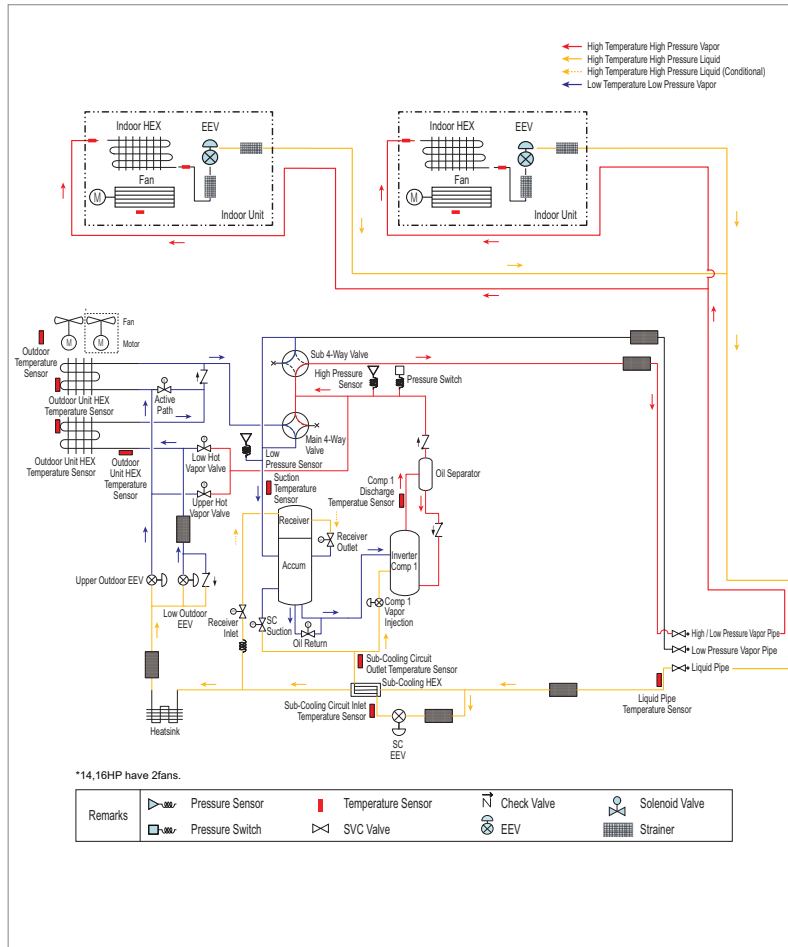 High Temperature High Pressure Vapor
High Temperature High Pressure Liquid
High Temperature High Pressure Liquid (Conditional)
Low Temperature Low Pressure Vapor
Indoor HEX
EEV
Fan
M
Indoor Unit
Indoor HEX
EEV
Fan
M
Indoor Unit
Fan
M
M
Motor
Outdoor
Temperature
Sensor
Outdoor Unit HEX
Temperature Sensor
Active
Path
Outdoor Unit HEX
Temperature Sensor
Outdoor
Unit HEX
Temperature
Sensor
Low Hot
Vapor Valve
Upper Hot
Vapor Valve
Sub 4-Way Valve
High Pressure
Sensor
Pressure Switch
Main 4-Way
Valve
Low
Pressure Sensor
Suction
Temperature
Sensor
Oil Separator
Comp 1
Discharge
Temperatue Sensor
Receiver
Receiver
Outlet
Accum
Inverter
Comp 1
Upper Outdoor EEV
Low Outdoor
EEV
Receiver
Inlet
SC
Suction
Oil Return
Comp 1
Vapor
Injection
High / Low Pressure Vapor Pipe
Low Pressure Vapor Pipe
Liquid Pipe
Liquid Pipe
Temperature Sensor
Sub-Cooling Circuit
Outlet Temperature Sensor
Sub-Cooling HEX
Sub-Cooling Circuit Inlet
Temperature Sensor
SC
EEV
Heatsink
*14,16HP have 2fans.
Remarks
Pressure Sensor
Temperature Sensor
Check Valve
Solenoid Valve
Pressure Switch
SVC Valve
EEV
Strainer